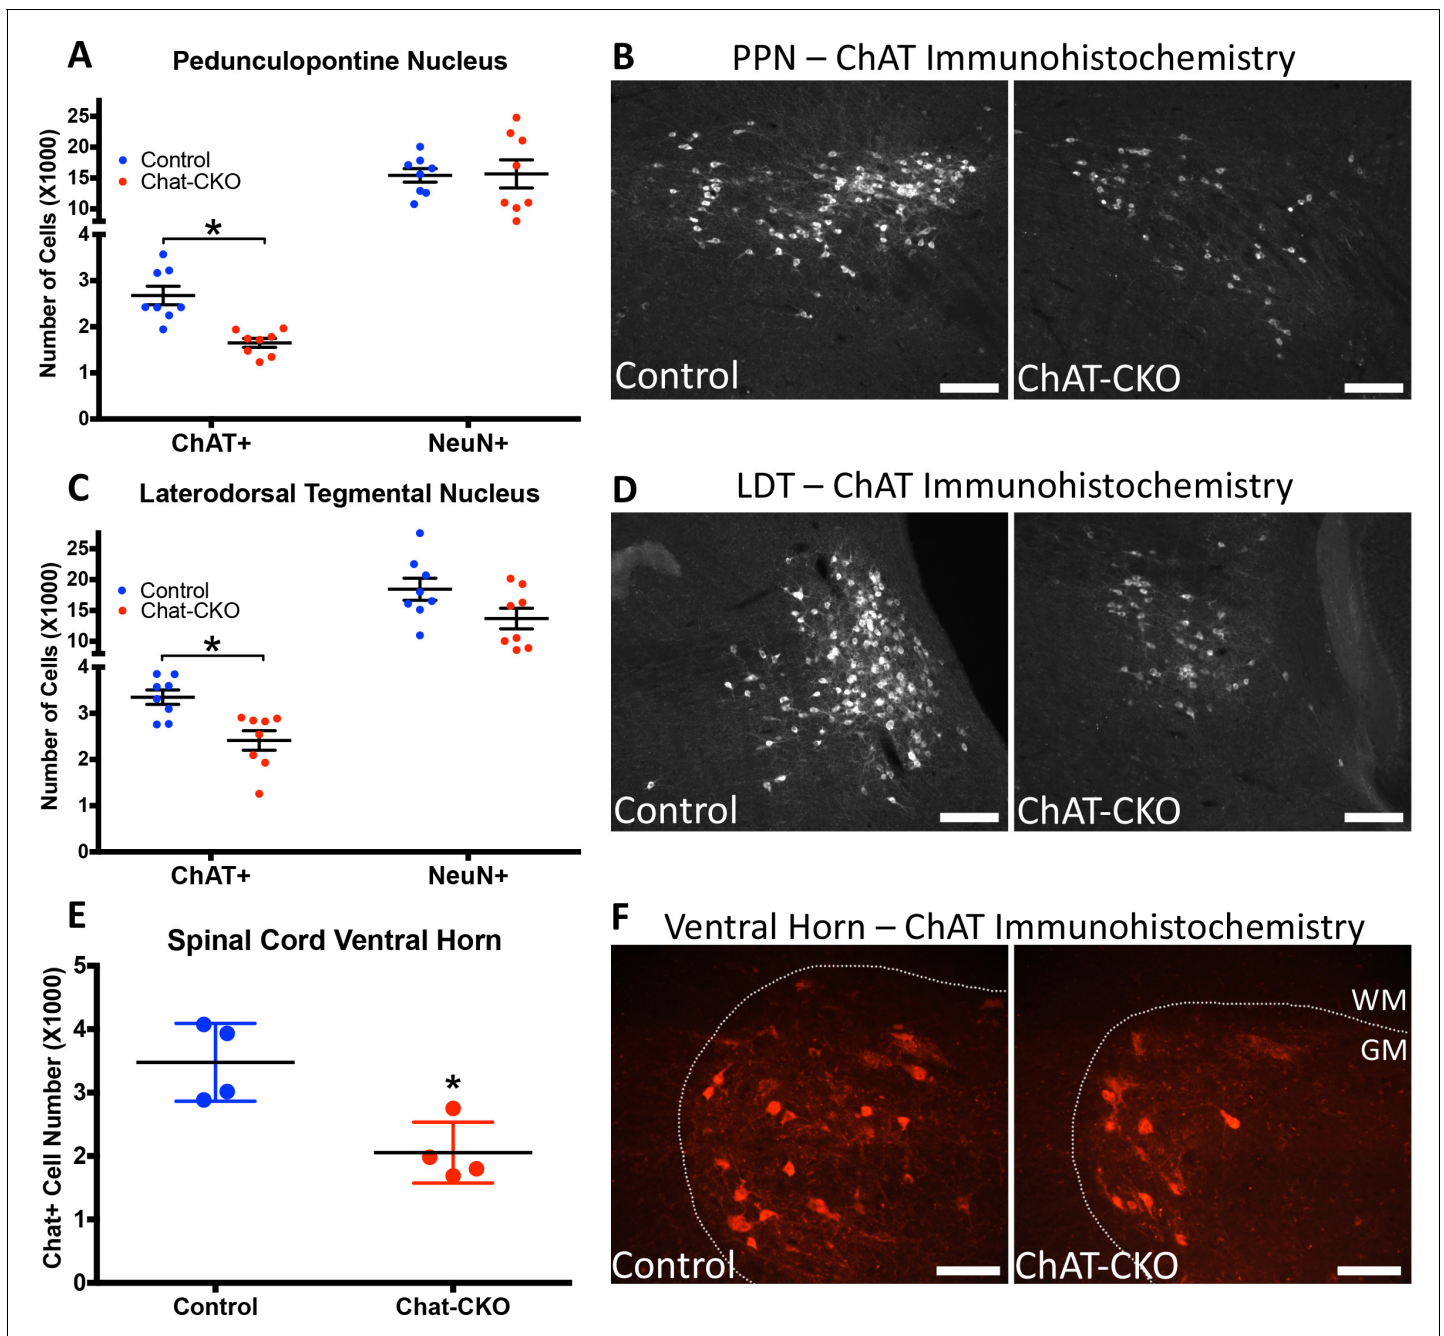 A
Pedunculopontine Nucleus
Number of Cells (X1000)
25
20
15
10
4
3
2
1
0
Control
Chat-CKO
*
ChAT+
NeuN+
B
PPN – ChAT Immunohistochemistry
Control
ChAT-CKO
C
Laterodorsal Tegmental Nucleus
Number of Cells (X1000)
25
20
15
10
4
3
2
1
0
Control
Chat-CKO
*
ChAT+
NeuN+
D
LDT – ChAT Immunohistochemistry
Control
ChAT-CKO
E
Spinal Cord Ventral Horn
Chat+ Cell Number (X1000)
5
4
3
2
1
0
*
Control
Chat-CKO
F
Ventral Horn – ChAT Immunohistochemistry
Control
WM
GM
ChAT-CKO